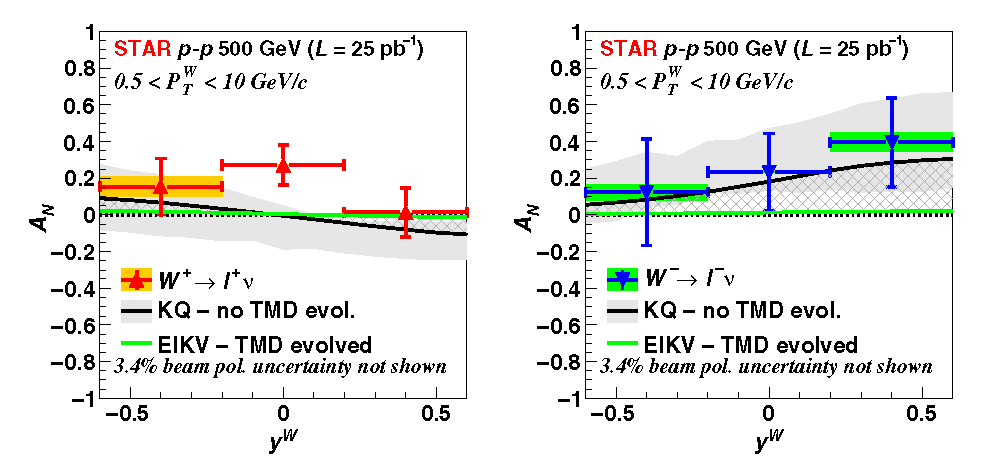 STAR p-p 500 GeV (L = 25 pb⁻¹)
0.5 < P_T^W < 10 GeV/c
A_N
1
0.8
0.6
0.4
0.2
0
−0.2
−0.4
−0.6
−0.8
−1
W⁺ → l⁺ ν
KQ – no TMD evol.
EIKV – TMD evolved
3.4% beam pol. uncertainty not shown
−0.5 0 0.5
y^W
STAR p-p 500 GeV (L = 25 pb⁻¹)
0.5 < P_T^W < 10 GeV/c
A_N
1
0.8
0.6
0.4
0.2
0
−0.2
−0.4
−0.6
−0.8
−1
W⁻ → l⁻ ν
KQ – no TMD evol.
EIKV – TMD evolved
3.4% beam pol. uncertainty not shown
−0.5 0 0.5
y^W